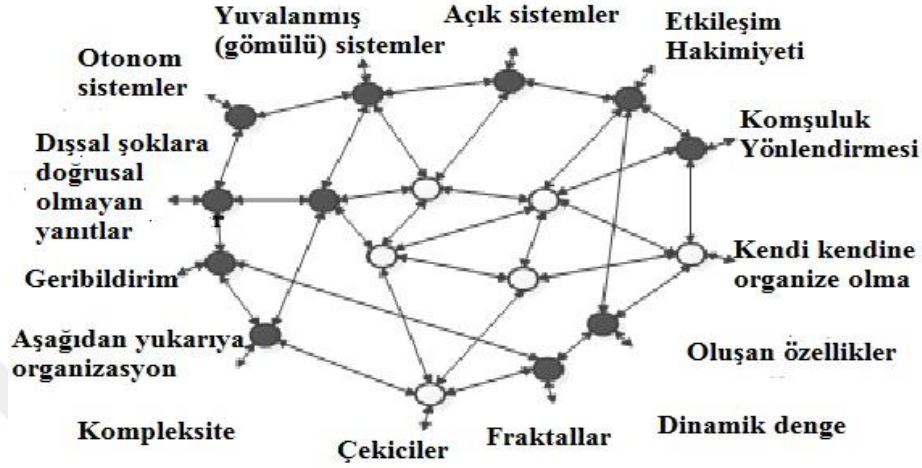 Yuvalanmış
(gömülü) sistemler
Açık sistemler
Etkileşim
Hakimiyeti
Otonom
sistemler
Komşuluk
Yönlendirmesi
Dışsal şoklara
doğrusal
olmayan
yanıtlar
Kendi kendine
organize olma
Geribildirim
Aşağıdan yukarıya
organizasyon
Oluşan özellikler
Kompleksite
Çekiciler
Fraktallar
Dinamik denge